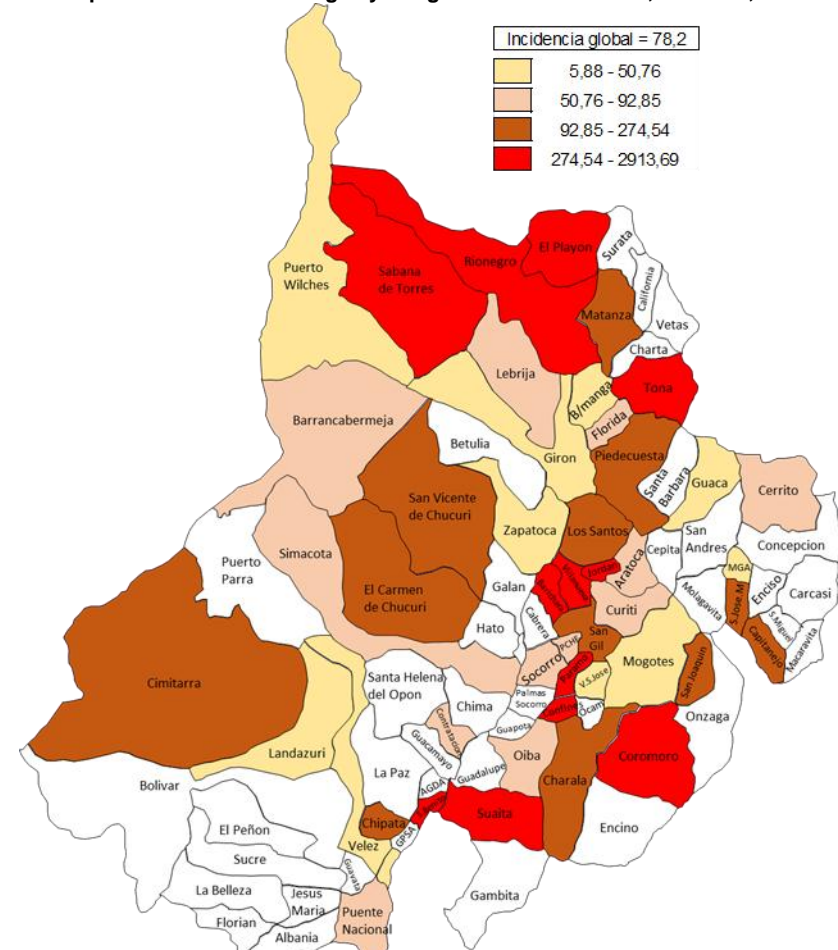 Incidencia global = 78,2
5,88 - 50,76
50,76 - 92,85
92,85 - 274,54
274,54 - 2913,69
El Playon
Surata
Rionegro
Sabana
de Torres
Puerto
Wilches
California
Matanza
Vetas
Charta
Lebrija
Tona
B/manga
Barrancabermeja
Florida
Betulia
Giron
Piedecuesta
Santa
Barbara
Guaca
Cerrito
San Vicente
de Chucuri
Zapatoca
Los Santos
San
Andres
Concepcion
Simacota
Cepita
Aratoca
Puerto
Parra
Jordan
MGA
Enciso
Carcasi
El Carmen
de Chucuri
Galan
Molagavita
S.Jose M
Curiti
Cabrera
S.Miguel
Hato
San
Gil
Capitanejo
Macaravita
PCHE
Socorro
Mogotes
San Joaquin
Cimitarra
Santa Helena
del Opon
V.S.Jose
Chima
Palmas
Socorro
Confines
Ocam
Onzaga
Contratacion
Guapota
Landazuri
Guacamayo
Oiba
Coromoro
La Paz
Guadalupe
Charala
Bolivar
AGDA
Suaita
Chipata
El Peñon
GPSA
Encino
Velez
Sucre
Guavata
La Belleza
Jesus
Maria
Gambita
Puente
Nacional
Florian
Albania